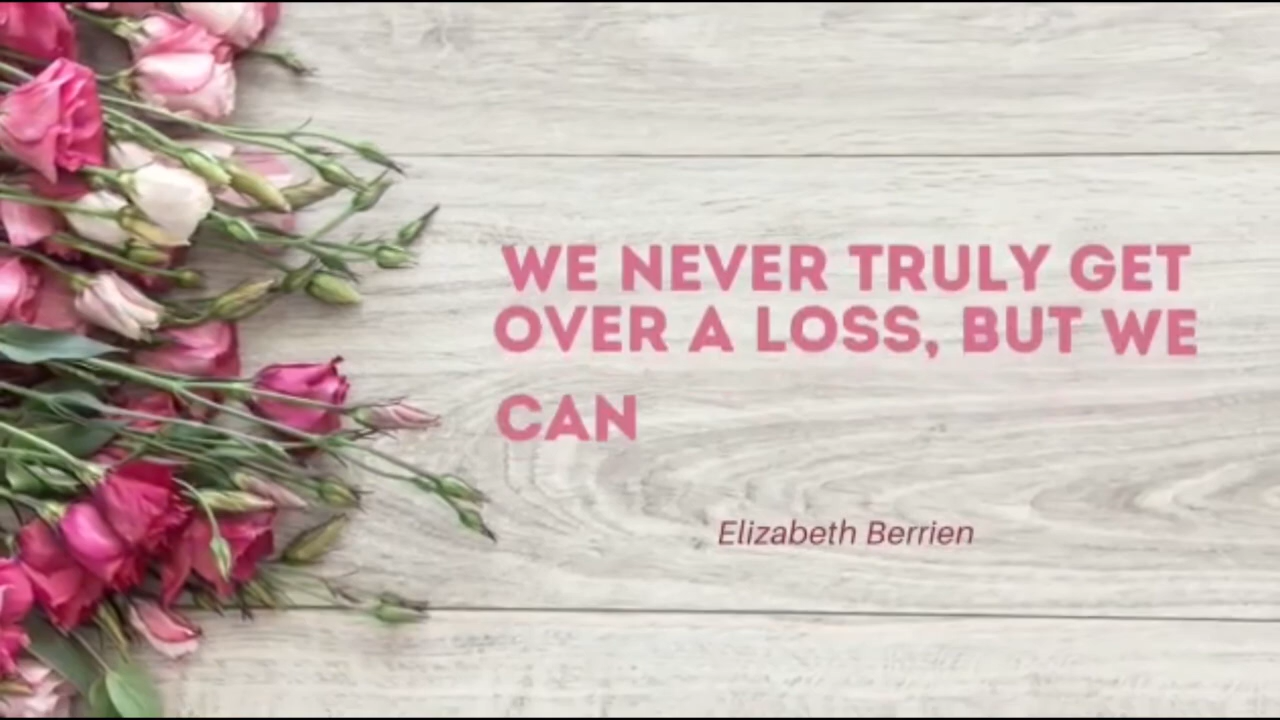 WE NEVER TRULY GET
OVER A LOSS, BUT WE
CAN
Elizabeth Berrien